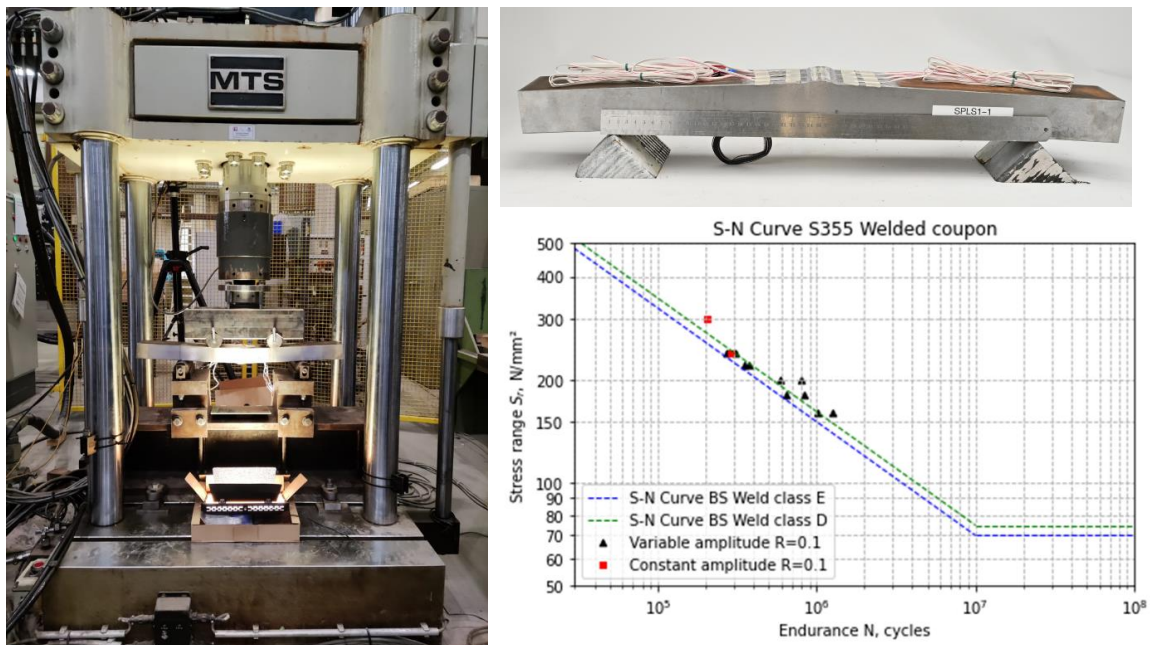 MTS
SPLS1-1
S-N Curve S355 Welded coupon
Stress range Sᵣ, N/mm²
500
400
300
200
150
100
90
80
70
60
50
S-N Curve BS Weld class E
S-N Curve BS Weld class D
Variable amplitude R=0.1
Constant amplitude R=0.1
10⁵
10⁶
10⁷
10⁸
Endurance N, cycles